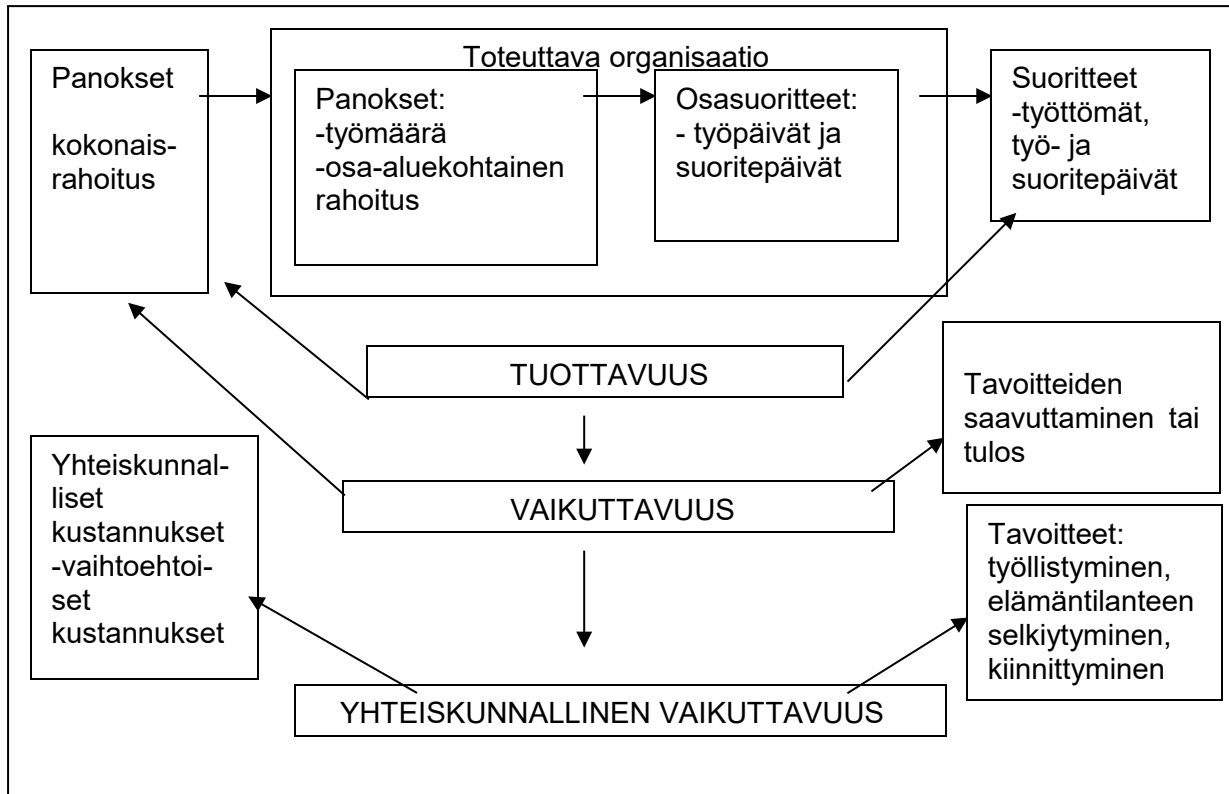 Panokset
kokonais-
rahoitus
Toteuttava organisaatio
Panokset:
-työmäärä
-osa-aluekohtainen
rahoitus
Osasuoritteet:
- työpäivät ja
suoritepäivät
Suoritteet
-työttömät,
työ- ja
suoritepäivät
TUOTTAVUUS
Tavoitteiden
saavuttaminen tai
tulos
VAIKUTTAVUUS
Yhteiskunnal-
liset
kustannukset
-vaihtoehtoi-
set
kustannukset
Tavoitteet:
työllistyminen,
elämäntilanteen
selkiytyminen,
kiinnittyminen
YHTEISKUNNALLINEN VAIKUTTAVUUS